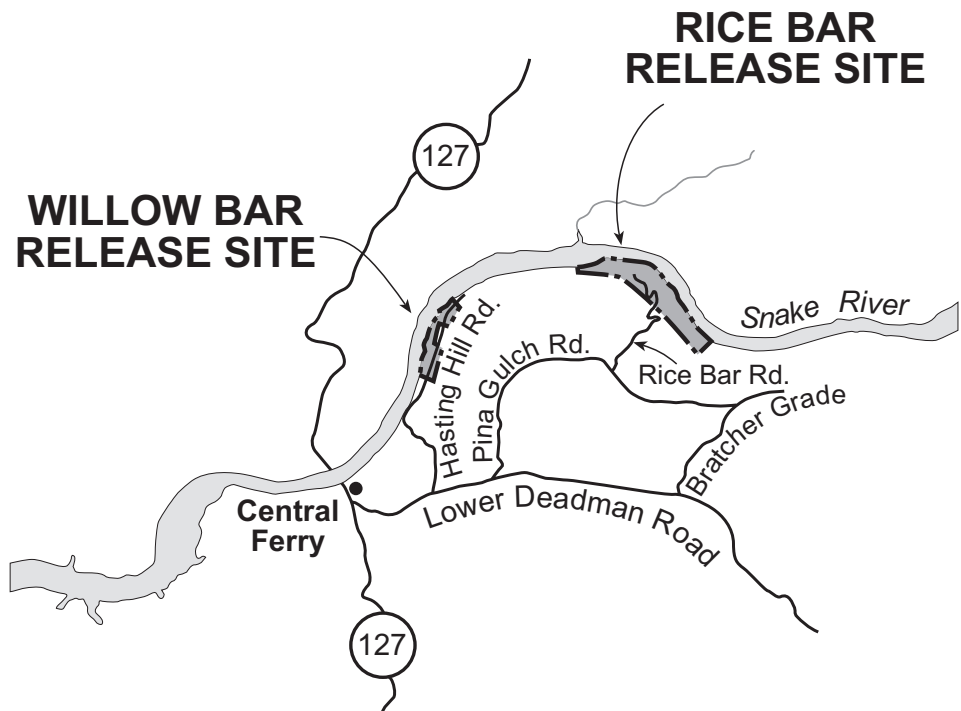 RICE BAR
RELEASE SITE
127
WILLOW BAR
RELEASE SITE
Snake River
Hasting Hill Rd.
Pina Gulch Rd.
Rice Bar Rd.
Bratcher Grade
Central
Ferry
Lower Deadman Road
127